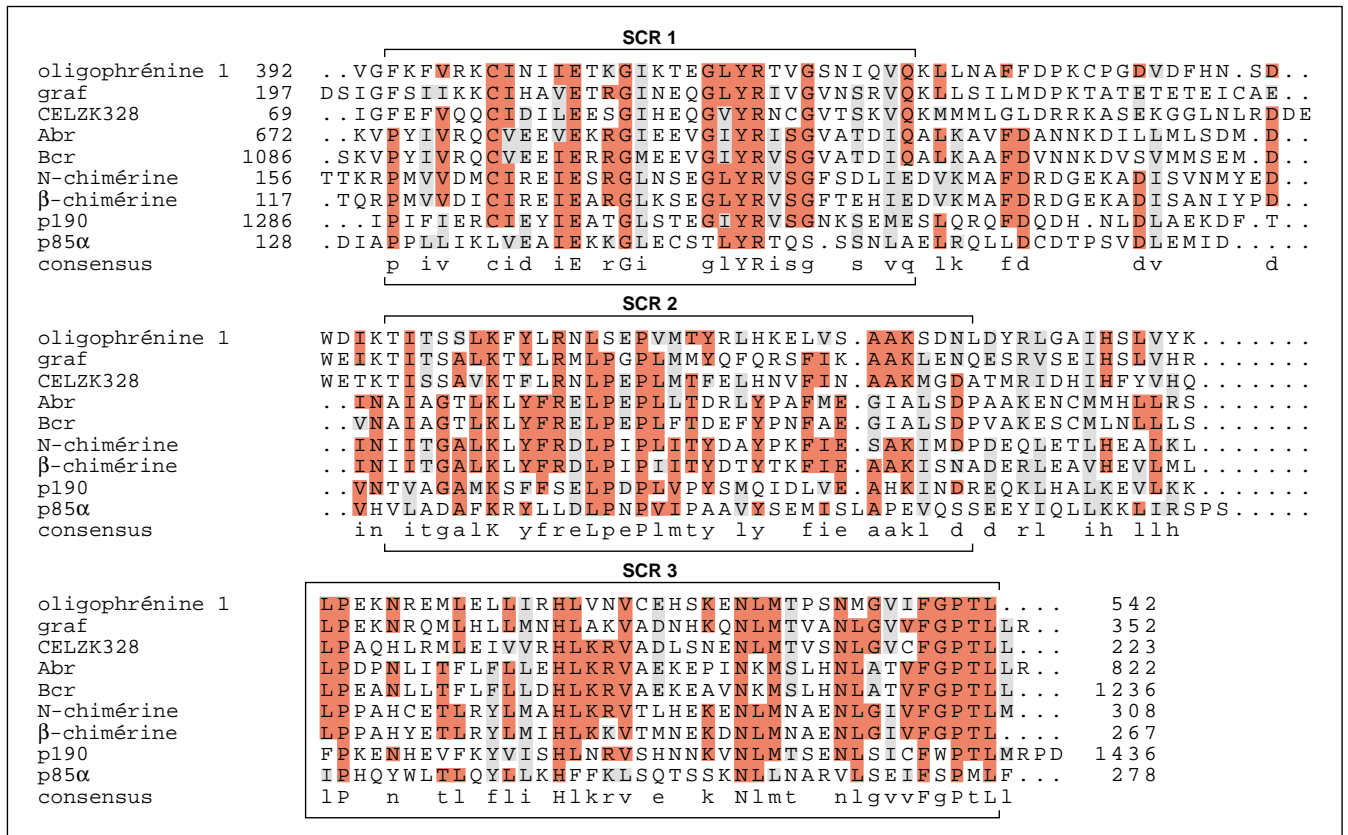 SCR 1
oligophrénine 1 392 ..VGFKFVRKCINIIETKGIKTEGLYRTVGSNIQVQKLLNAFFDPKCPGDVDFHN.SD..
graf 197 DSIGFSIIKKCIHAVETRGINEQGLYRIVGVNSRVQKLLSILMDPKTATETETEICAE..
CELZK328 69 ..IGFEFVQQCIDILEESGIHEQGVYRNCGVTSKVQKMMMLGLDRRKASEKGGLNLRDDE
Abr 672 ..KVPYIVRQCVEEVEKRGIEEVGIYRISGVATDIQALKAVFDANNKDILLMLSDM.D..
Bcr 1086 .SKVPYIVRQCVEEIERRGMEEVGIYRVSGVATDIQALKAAFDVNNKDVSVMMSEM.D..
N-chimérine 156 TTKRPMVVDMCIREIESRGLNSEGLYRVSGFSDLIEDVKMAFDRDGEKADISVNMYED..
β-chimérine 117 .TQRPMVVDICIREIEARGLKSEGLYRVSGFTEHIEDVKMAFDRDGEKADISANIYPD..
p190 1286 ...IPIFIERCIEYIEATGLSTEGIYRVSGNKSEMESLQRQFDQDH.NLDLAEKDF.T..
p85α 128 .DIAPPLLIKLVEAIEKKGLECSTLYRTQS.SSNLAELRQLLDCDTPSVDLEMID.....
consensus p iv cid iE rGi glYRisg s vq lk fd dv d
SCR 2
oligophrénine 1 WDIKTITSSLKFYLRNLSEPVMTYRLHKELVS.AAKSDNLDYRLGAIHSLVYK.......
graf WEIKTITSALKTYLRMLPGPLMMYQFQRSFIK.AAKLENQESRVSEIHSLVHR.......
CELZK328 WETKTISSAVKTFLRNLPEPLMTFELHNVFIN.AAKMGDATMRIDHIHFYVHQ.......
Abr ..INAIAGTLKLYFRELPEPLLTDRLYPAFME.GIALSDPAAKENCMMHLLRS.......
Bcr ..VNAIAGTLKLYFRELPEPLFTDEFYPNFAE.GIALSDPVAKESCMLNLLLS.......
N-chimérine ..INIITGALKLYFRDLPIPLITYDAYPKFIE.SAKIMDPDEQLETLHEALKL.......
β-chimérine ..INIITGALKLYFRDLPIPIITYDTYTKFIE.AAKISNADERLEAVHEVLML.......
p190 ..VNTVAGAMKSFFSELPDPLVPYSMQIDLVE.AHKINDREQKLHALKEVLKK.......
p85α ..VHVLADAFKRYLLDLPNPVIPAAVYSEMISLAPEVQSSEEYIQLLKKLIRSPS.....
consensus in itgalK yfreLpePlmty ly fie aakl d d rl ih llh
SCR 3
oligophrénine 1 LPEKNREMLELLIRHLVNVCEHSKENLMTPSNMGVIFGPTL.... 542
graf LPEKNRQMLHLLMNHLAKVADNHKQNLMTVANLGVVFGPTLLR.. 352
CELZK328 LPAQHLRMLEIVVRHLKRVADLSNENLMTVSNLGVCFGPTLL... 223
Abr LPDPNLITFLFLLEHLKRVAEKEPINKMSLHNLATVFGPTLLR.. 822
Bcr LPEANLLTFLFLLDHLKRVAEKEAVNKMSLHNLATVFGPTLL... 1236
N-chimérine LPPAHCETLRYLMAHLKRVTLHEKENLMNAENLGIVFGPTLM... 308
β-chimérine LPPAHYETLRYLMIHLKKVTMNEKDNLMNAENLGIVFGPTL.... 267
p190 FPKENHEVFKYVISHLNRVSHNNKVNLMTSENLSICFWPTLMRPD 1436
p85α IPHQYWLTLQYLLKHFFKLSQTSSKNLLNARVLSEIFSPMLF... 278
consensus lP n tl fli Hlkrv e k Nlmt nlgvvFgPtLl